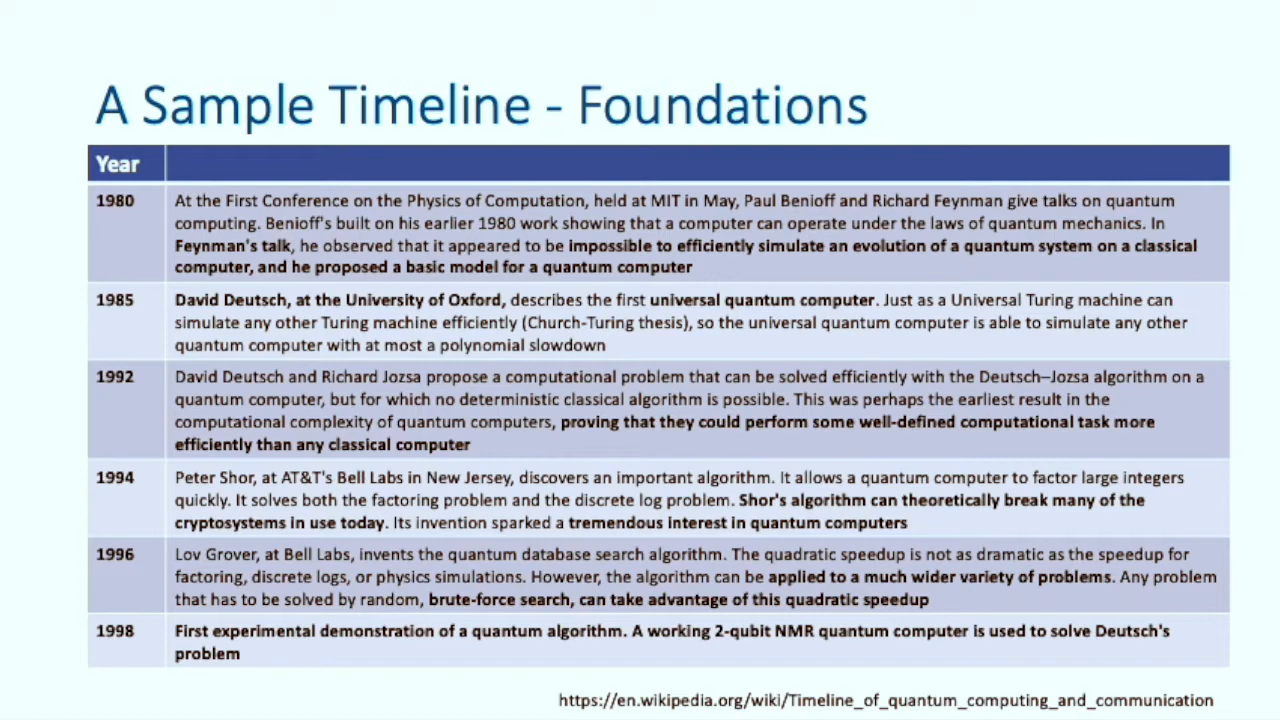 A Sample Timeline - Foundations
Year
1980
At the First Conference on the Physics of Computation, held at MIT in May, Paul Benioff and Richard Feynman give talks on quantum
computing. Benioff's built on his earlier 1980 work showing that a computer can operate under the laws of quantum mechanics. In
Feynman's talk, he observed that it appeared to be impossible to efficiently simulate an evolution of a quantum system on a classical
computer, and he proposed a basic model for a quantum computer
1985
David Deutsch, at the University of Oxford, describes the first universal quantum computer. Just as a Universal Turing machine can
simulate any other Turing machine efficiently (Church-Turing thesis), so the universal quantum computer is able to simulate any other
quantum computer with at most a polynomial slowdown
1992
David Deutsch and Richard Jozsa propose a computational problem that can be solved efficiently with the Deutsch–Jozsa algorithm on a
quantum computer, but for which no deterministic classical algorithm is possible. This was perhaps the earliest result in the
computational complexity of quantum computers, proving that they could perform some well-defined computational task more
efficiently than any classical computer
1994
Peter Shor, at AT&T's Bell Labs in New Jersey, discovers an important algorithm. It allows a quantum computer to factor large integers
quickly. It solves both the factoring problem and the discrete log problem. Shor's algorithm can theoretically break many of the
cryptosystems in use today. Its invention sparked a tremendous interest in quantum computers
1996
Lov Grover, at Bell Labs, invents the quantum database search algorithm. The quadratic speedup is not as dramatic as the speedup for
factoring, discrete logs, or physics simulations. However, the algorithm can be applied to a much wider variety of problems. Any problem
that has to be solved by random, brute-force search, can take advantage of this quadratic speedup
1998
First experimental demonstration of a quantum algorithm. A working 2-qubit NMR quantum computer is used to solve Deutsch's
problem
https://en.wikipedia.org/wiki/Timeline_of_quantum_computing_and_communication